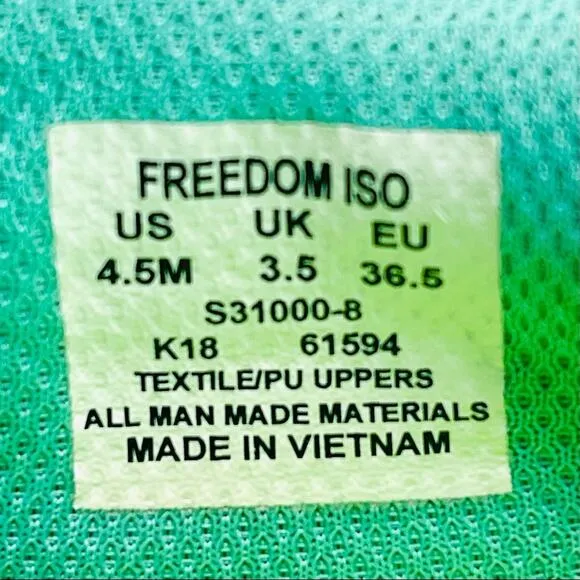 FREEDOM ISO
US UK EU
4.5M 3.5 36.5
S31000-8
K18 61594
TEXTILE/PU UPPERS
ALL MAN MADE MATERIALS
MADE IN VIETNAM